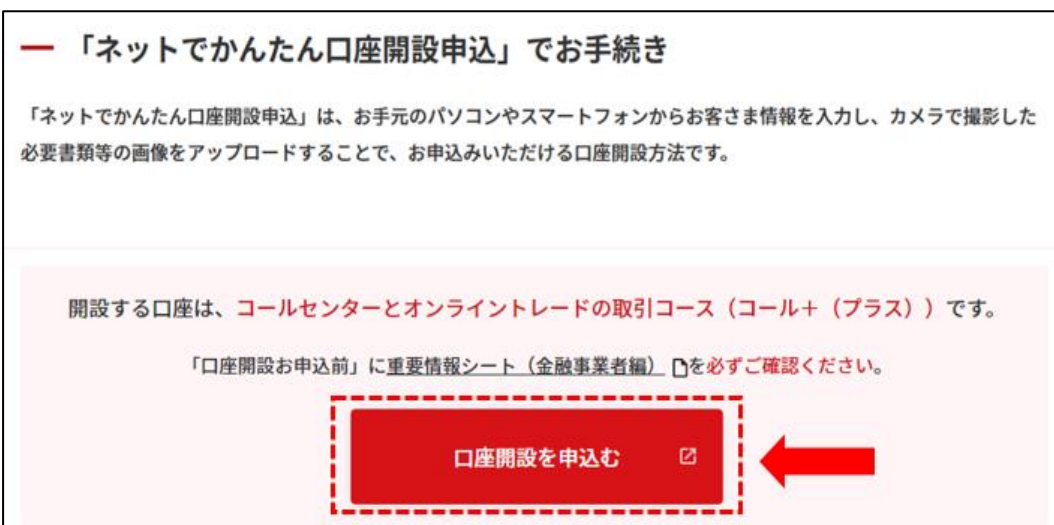 「ネットでかんたん口座開設申込」でお手続き
「ネットでかんたん口座開設申込」は、お手元のパソコンやスマートフォンからお客さま情報を入力し、カメラで撮影した
必要書類等の画像をアップロードすることで、お申込みいただける口座開設方法です。
開設する口座は、コールセンターとオンライントレードの取引コース（コール＋（プラス））です。
「口座開設お申込前」に重要情報シート（金融事業者編）を必ずご確認ください。
口座開設を申込む